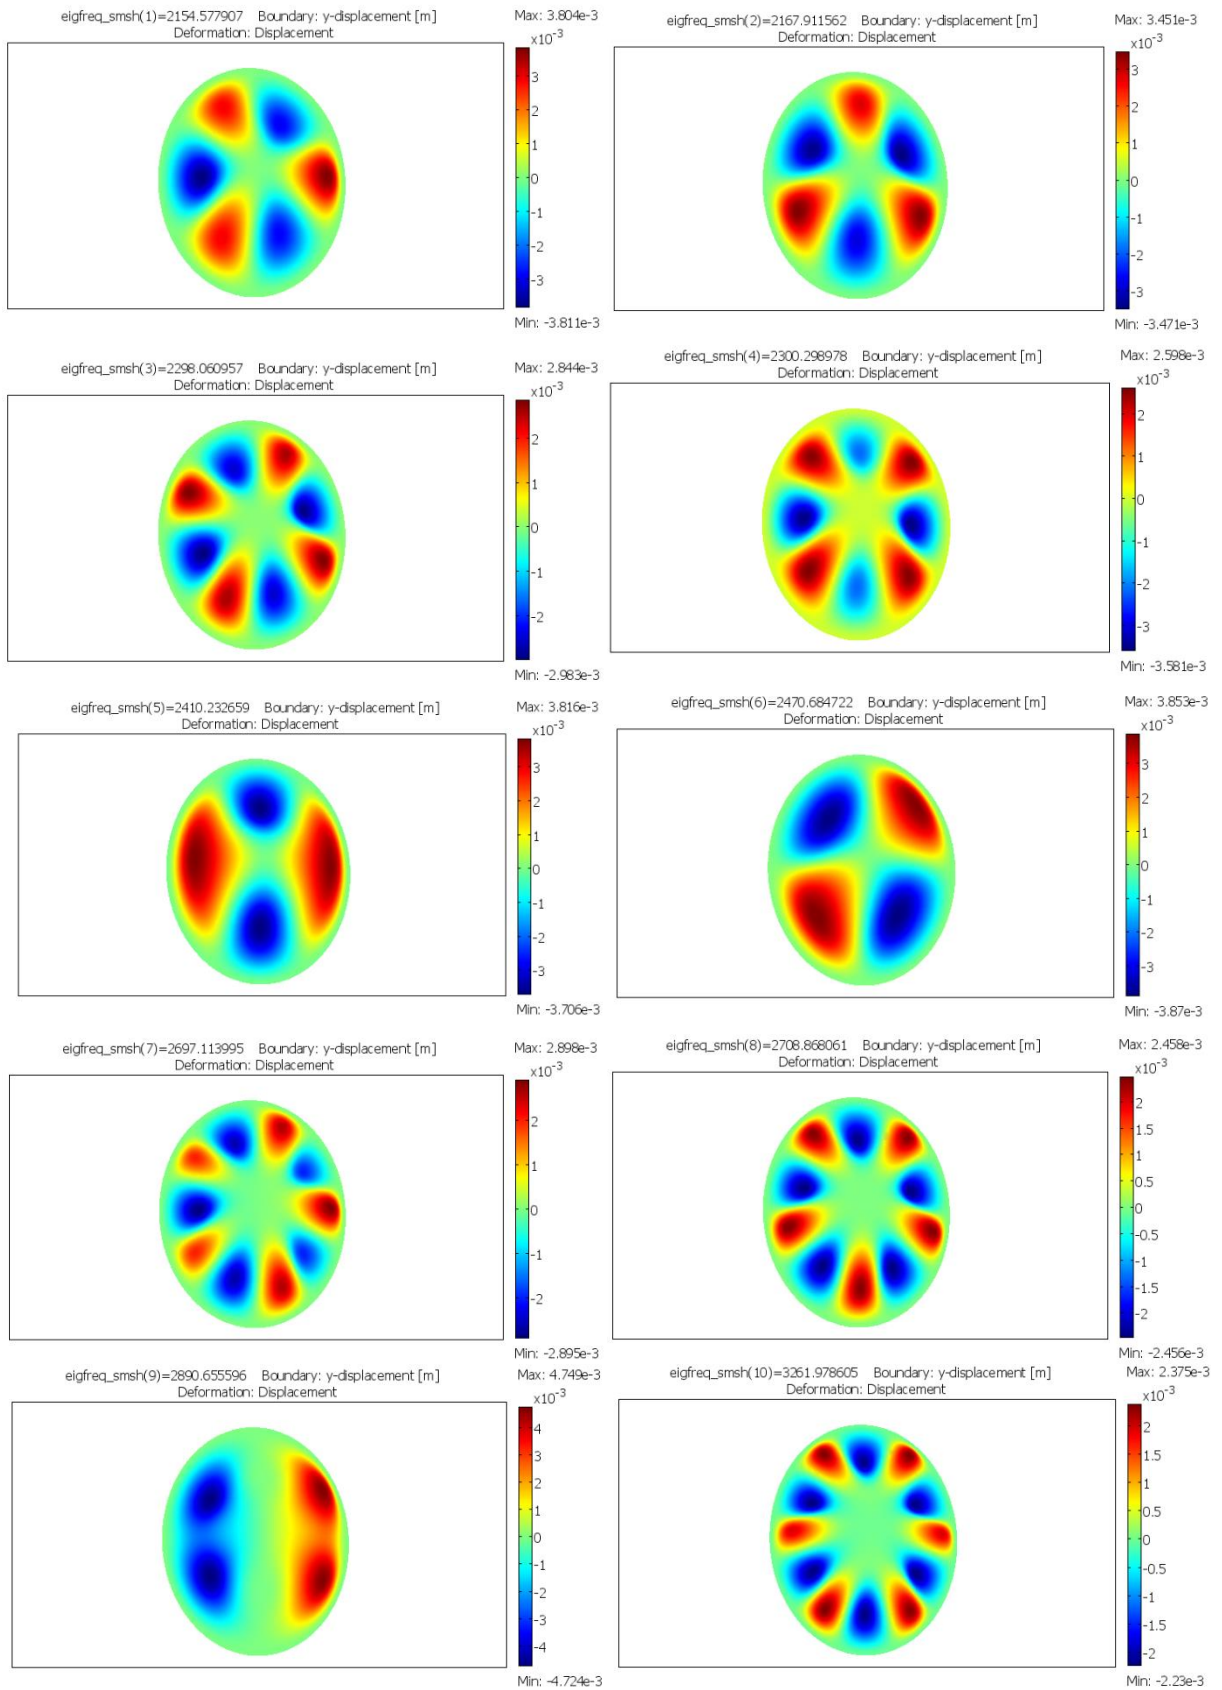 eigfreq_smsh(1)=2154.577907 Boundary: y-displacement [m] Max: 3.804e-3
Deformation: Displacement
×10⁻³
3
2
1
0
-1
-2
-3
Min: -3.811e-3
eigfreq_smsh(2)=2167.911562 Boundary: y-displacement [m] Max: 3.451e-3
Deformation: Displacement
×10⁻³
3
2
1
0
-1
-2
-3
Min: -3.471e-3
eigfreq_smsh(3)=2298.060957 Boundary: y-displacement [m] Max: 2.844e-3
Deformation: Displacement
×10⁻³
2
1
0
-1
-2
Min: -2.983e-3
eigfreq_smsh(4)=2300.298978 Boundary: y-displacement [m] Max: 2.598e-3
Deformation: Displacement
×10⁻³
2
1
0
-1
-2
-3
Min: -3.581e-3
eigfreq_smsh(5)=2410.232659 Boundary: y-displacement [m] Max: 3.816e-3
Deformation: Displacement
×10⁻³
3
2
1
0
-1
-2
-3
Min: -3.706e-3
eigfreq_smsh(6)=2470.684722 Boundary: y-displacement [m] Max: 3.853e-3
Deformation: Displacement
×10⁻³
3
2
1
0
-1
-2
-3
Min: -3.87e-3
eigfreq_smsh(7)=2697.113995 Boundary: y-displacement [m] Max: 2.898e-3
Deformation: Displacement
×10⁻³
2
1
0
-1
-2
Min: -2.895e-3
eigfreq_smsh(8)=2708.868061 Boundary: y-displacement [m] Max: 2.458e-3
Deformation: Displacement
×10⁻³
2
1.5
1
0.5
0
-0.5
-1
-1.5
-2
Min: -2.456e-3
eigfreq_smsh(9)=2890.655596 Boundary: y-displacement [m] Max: 4.749e-3
Deformation: Displacement
×10⁻³
4
3
2
1
0
-1
-2
-3
-4
Min: -4.724e-3
eigfreq_smsh(10)=3261.978605 Boundary: y-displacement [m] Max: 2.375e-3
Deformation: Displacement
×10⁻³
2
1.5
1
0.5
0
-0.5
-1
-1.5
-2
Min: -2.23e-3